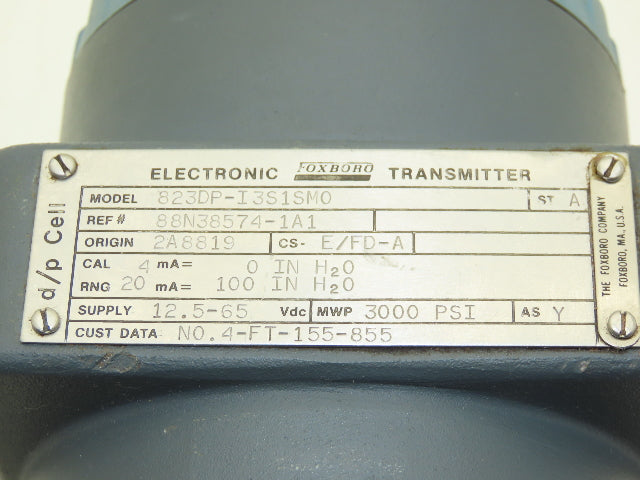 ELECTRONIC FOXBORO TRANSMITTER
d/p Cell
MODEL 823DP-I3S1SM0 ST A
REF# 88N38574-1A1
ORIGIN 2A8819 CS- E/FD-A
CAL 4 mA= 0 IN H2O
RNG 20 mA= 100 IN H2O
SUPPLY 12.5-65 Vdc MWP 3000 PSI AS Y
CUST DATA NO.4-FT-155-855
THE FOXBORO COMPANY
FOXBORO, MA. U.S.A.